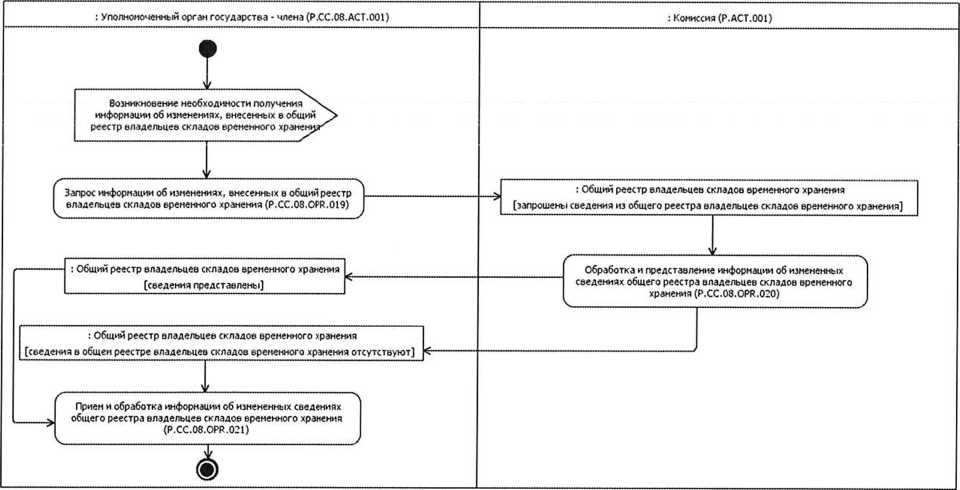 : Уполномоченный орган государства - члена (P.CC.08.ACT.001)
: Комиссия (P.ACT.001)
Возникновение необходимости получения
информации об изменениях, внесенных в общий
реестр владельцев складов временного хранения
Запрос информации об изменениях, внесенных в общий реестр
владельцев складов временного хранения (P.CC.08.OPR.019)
: Общий реестр владельцев складов временного хранения
[запрошены сведения из общего реестра владельцев складов временного хранения]
: Общий реестр владельцев складов временного хранения
[сведения представлены]
Обработка и представление информации об измененных
сведениях общего реестра владельцев складов временного
хранения (P.CC.08.OPR.020)
: Общий реестр владельцев складов временного хранения
[сведения в общем реестре владельцев складов временного хранения отсутствуют]
Прием и обработка информации об измененных сведениях
общего реестра владельцев складов временного хранения
(P.CC.08.OPR.021)